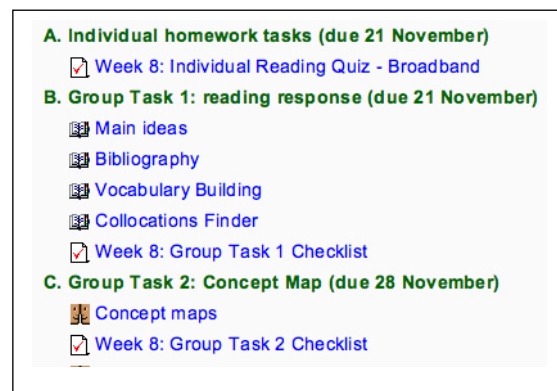 A. Individual homework tasks (due 21 November)
Week 8: Individual Reading Quiz - Broadband
B. Group Task 1: reading response (due 21 November)
Main ideas
Bibliography
Vocabulary Building
Collocations Finder
Week 8: Group Task 1 Checklist
C. Group Task 2: Concept Map (due 28 November)
Concept maps
Week 8: Group Task 2 Checklist